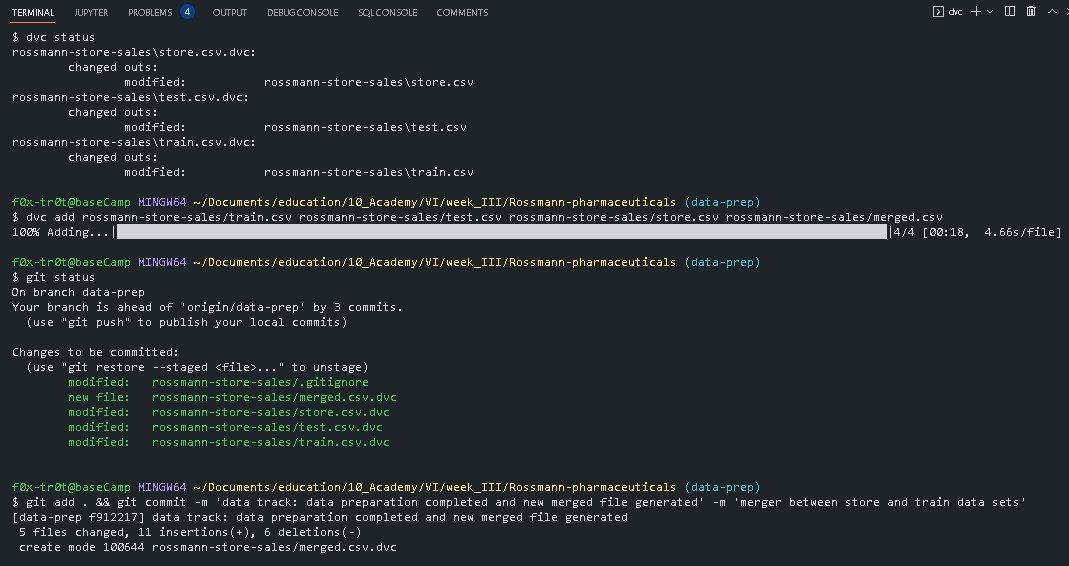 TERMINAL JUPYTER PROBLEMS 4 OUTPUT DEBUG CONSOLE SQL CONSOLE COMMENTS dvc
$ dvc status
rossmann-store-sales\store.csv.dvc:
        changed outs:
                modified:           rossmann-store-sales\store.csv
rossmann-store-sales\test.csv.dvc:
        changed outs:
                modified:           rossmann-store-sales\test.csv
rossmann-store-sales\train.csv.dvc:
        changed outs:
                modified:           rossmann-store-sales\train.csv
f0x-tr0t@baseCamp MINGW64 ~/Documents/education/10_Academy/VI/week_III/Rossmann-pharmaceuticals (data-prep)
$ dvc add rossmann-store-sales/train.csv rossmann-store-sales/test.csv rossmann-store-sales/store.csv rossmann-store-sales/merged.csv
100% Adding...| |4/4 [00:18,  4.66s/file]
f0x-tr0t@baseCamp MINGW64 ~/Documents/education/10_Academy/VI/week_III/Rossmann-pharmaceuticals (data-prep)
$ git status
On branch data-prep
Your branch is ahead of 'origin/data-prep' by 3 commits.
  (use "git push" to publish your local commits)
Changes to be committed:
  (use "git restore --staged <file>..." to unstage)
        modified:   rossmann-store-sales/.gitignore
        new file:   rossmann-store-sales/merged.csv.dvc
        modified:   rossmann-store-sales/store.csv.dvc
        modified:   rossmann-store-sales/test.csv.dvc
        modified:   rossmann-store-sales/train.csv.dvc
f0x-tr0t@baseCamp MINGW64 ~/Documents/education/10_Academy/VI/week_III/Rossmann-pharmaceuticals (data-prep)
$ git add . && git commit -m 'data track: data preparation completed and new merged file generated' -m 'merger between store and train data sets'
[data-prep f912217] data track: data preparation completed and new merged file generated
 5 files changed, 11 insertions(+), 6 deletions(-)
 create mode 100644 rossmann-store-sales/merged.csv.dvc